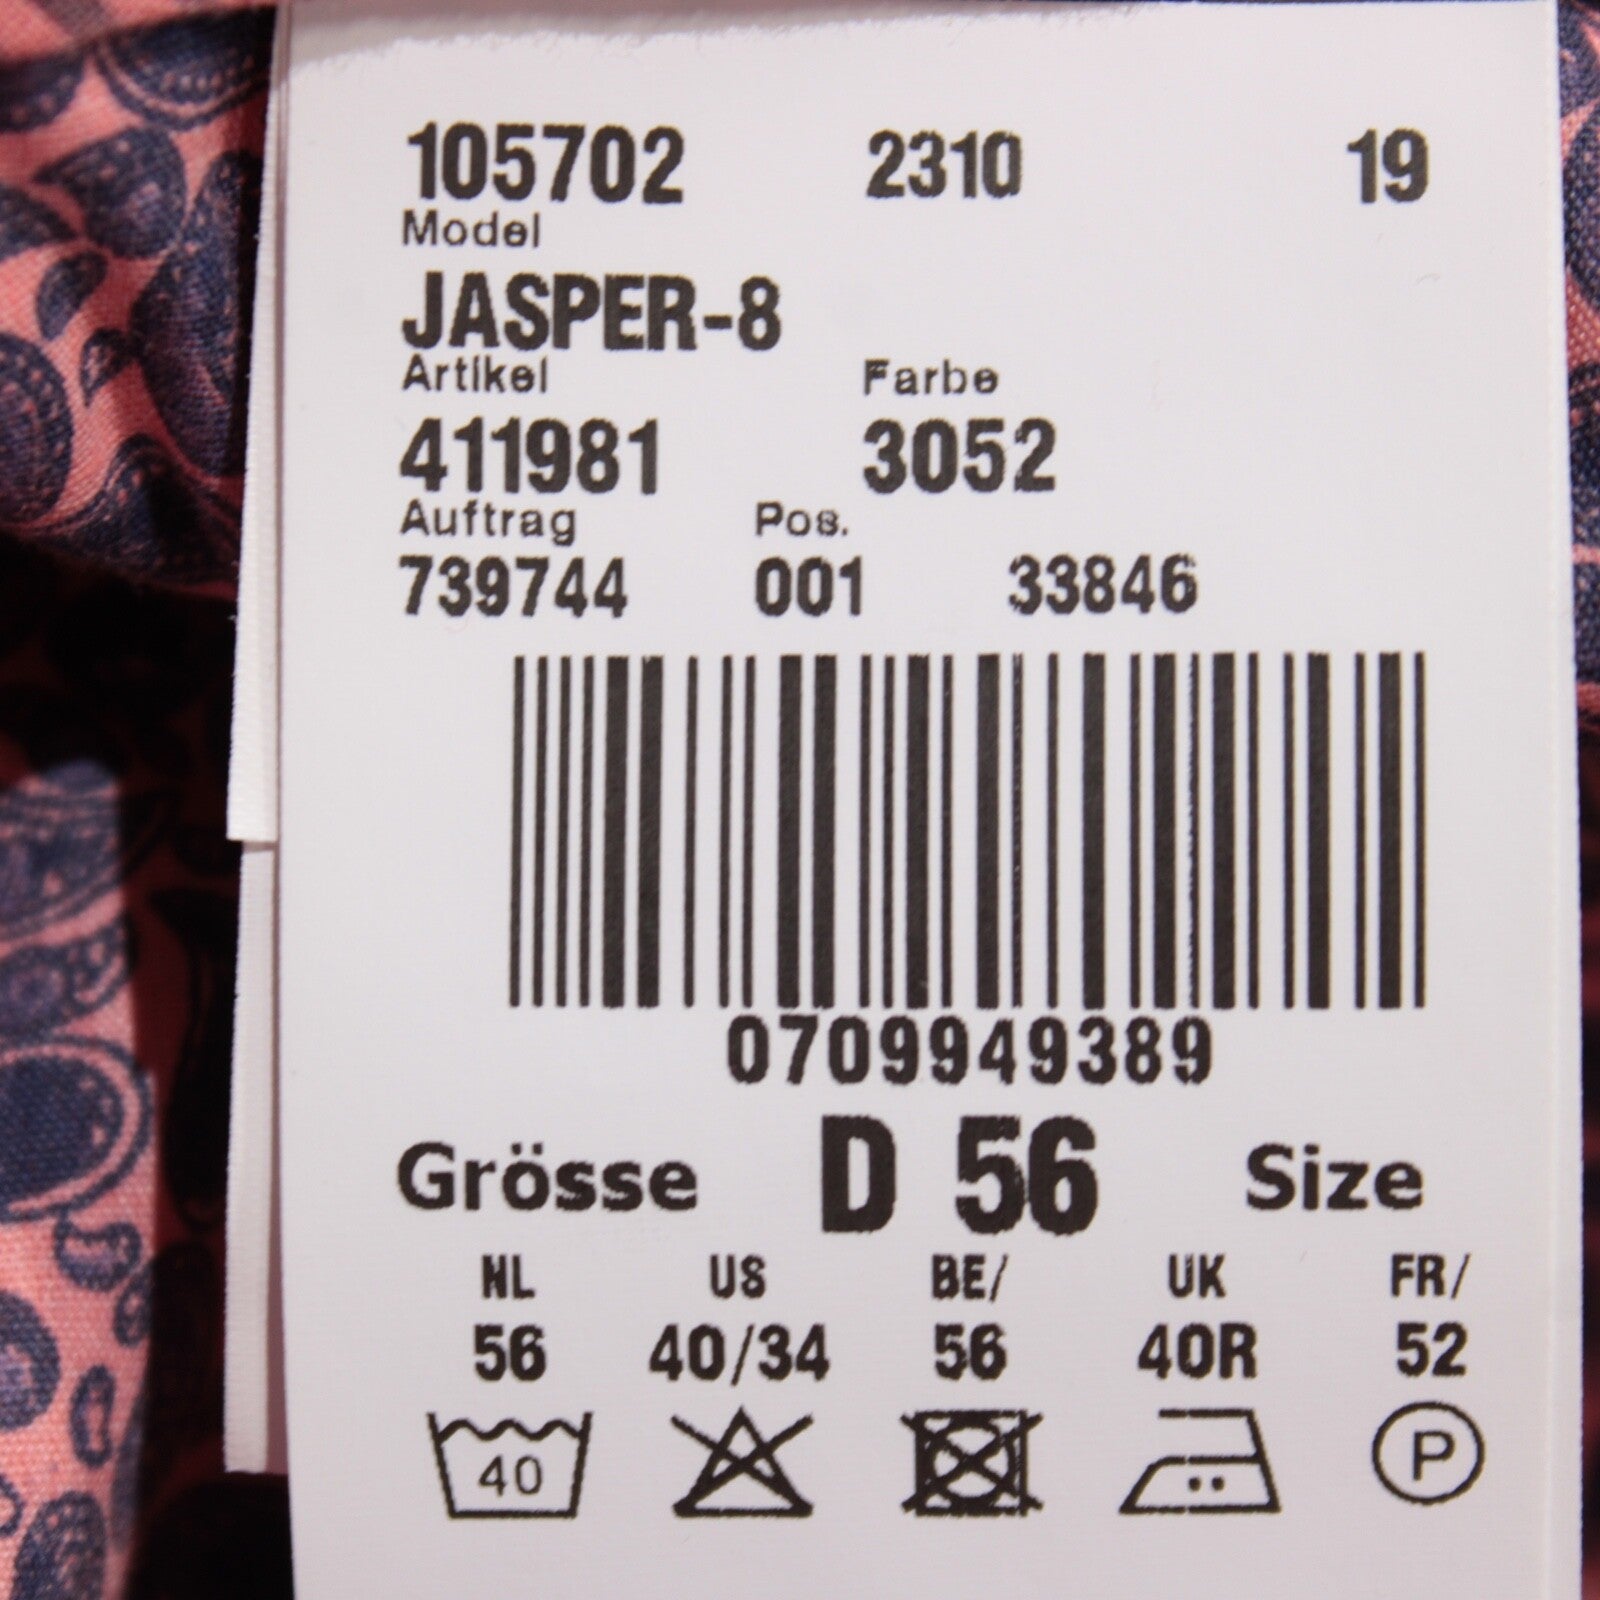 105702 2310 19
Model
JASPER-8
Artikel Farbe
411981 3052
Auftrag Pos.
739744 001 33846
0709949389
Grösse D 56 Size
NL US BE/ UK FR/
56 40/34 56 40R 52
40 P